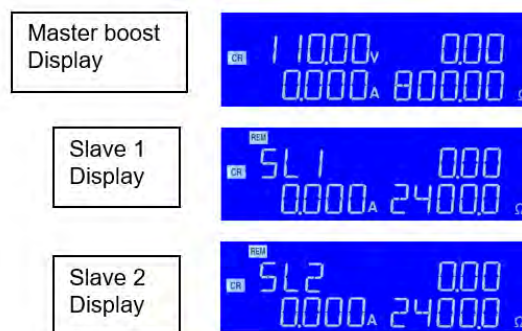 Master boost
Display
CR 110.00V 0.00
0.000A 800.00 Ω
Slave 1
Display
REM
CR SL1 0.00
0.000A 2400.0 Ω
Slave 2
Display
REM
CR SL2 0.00
0.000A 2400.0 Ω